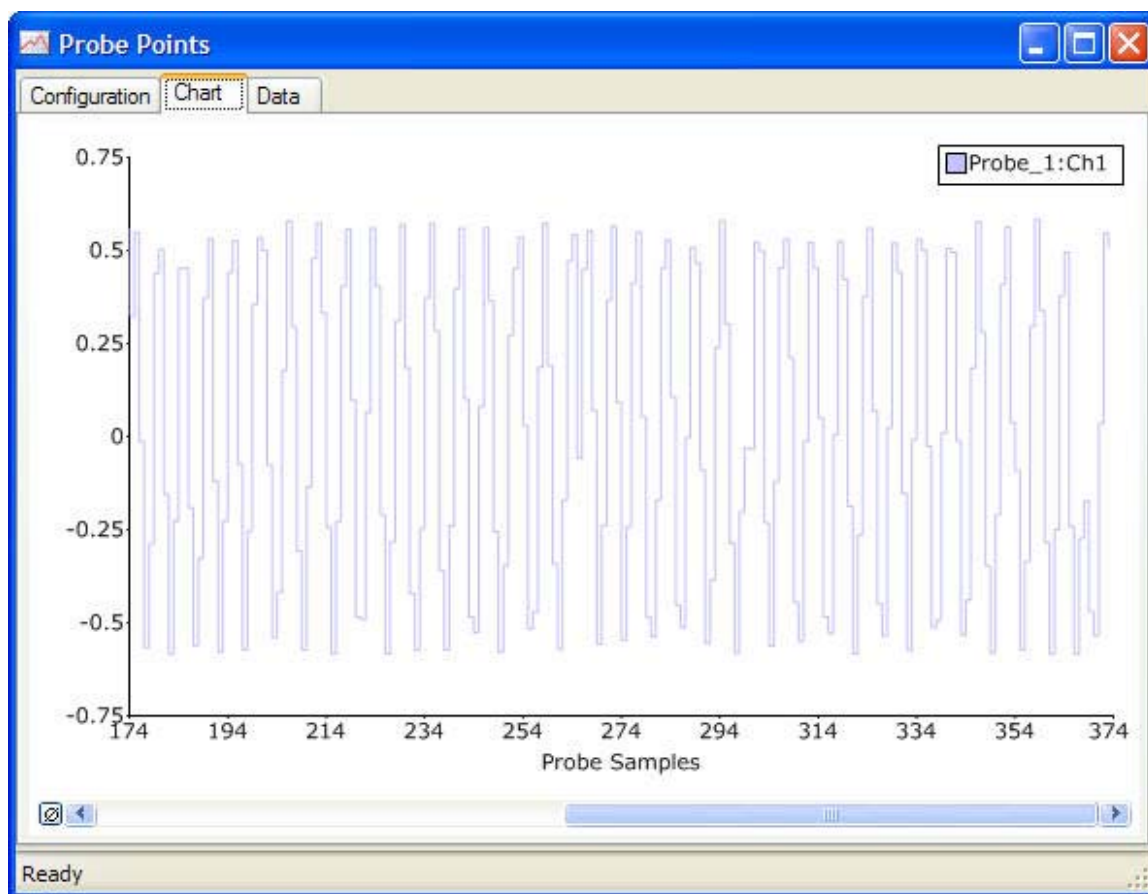 Probe Points
Configuration Chart Data
Probe_1:Ch1
0.75
0.5
0.25
0
-0.25
-0.5
-0.75
174 194 214 234 254 274 294 314 334 354 374
Probe Samples
Ready